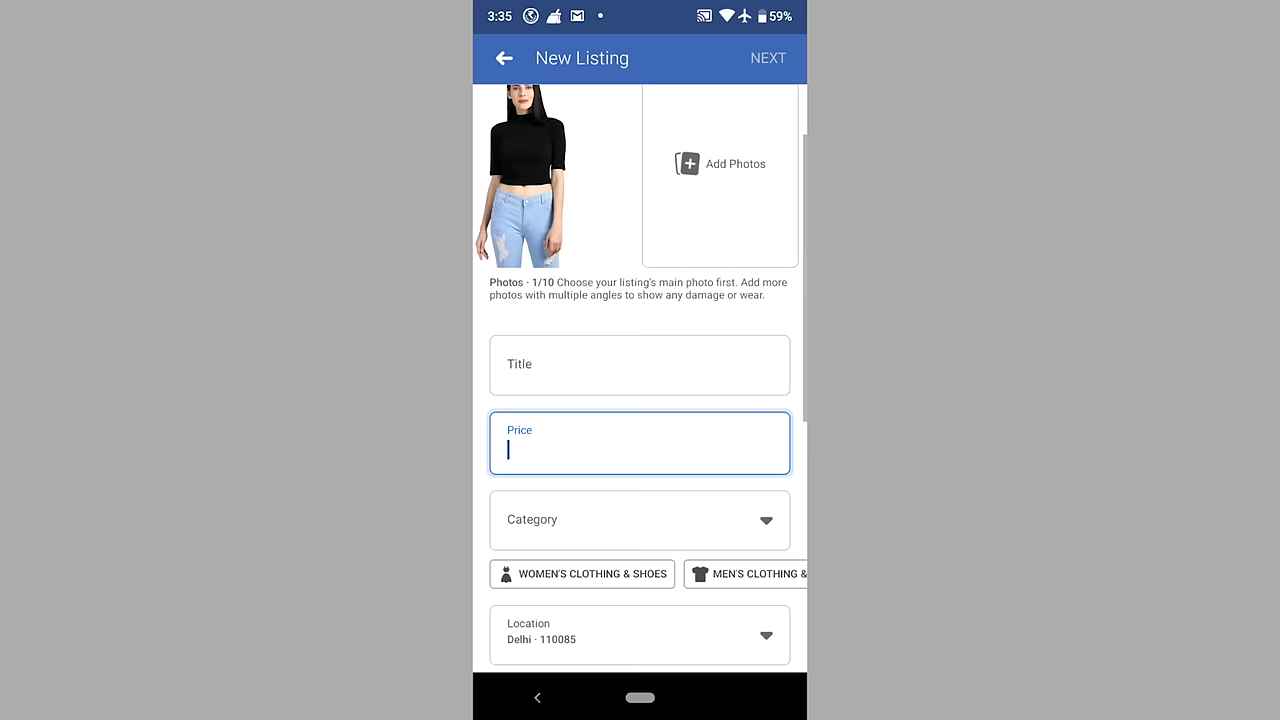 3:35
59%
New Listing
NEXT
Add Photos
Photos · 1/10 Choose your listing's main photo first. Add more
photos with multiple angles to show any damage or wear.
Title
Price
Category
WOMEN'S CLOTHING & SHOES
MEN'S CLOTHING &
Location
Delhi · 110085